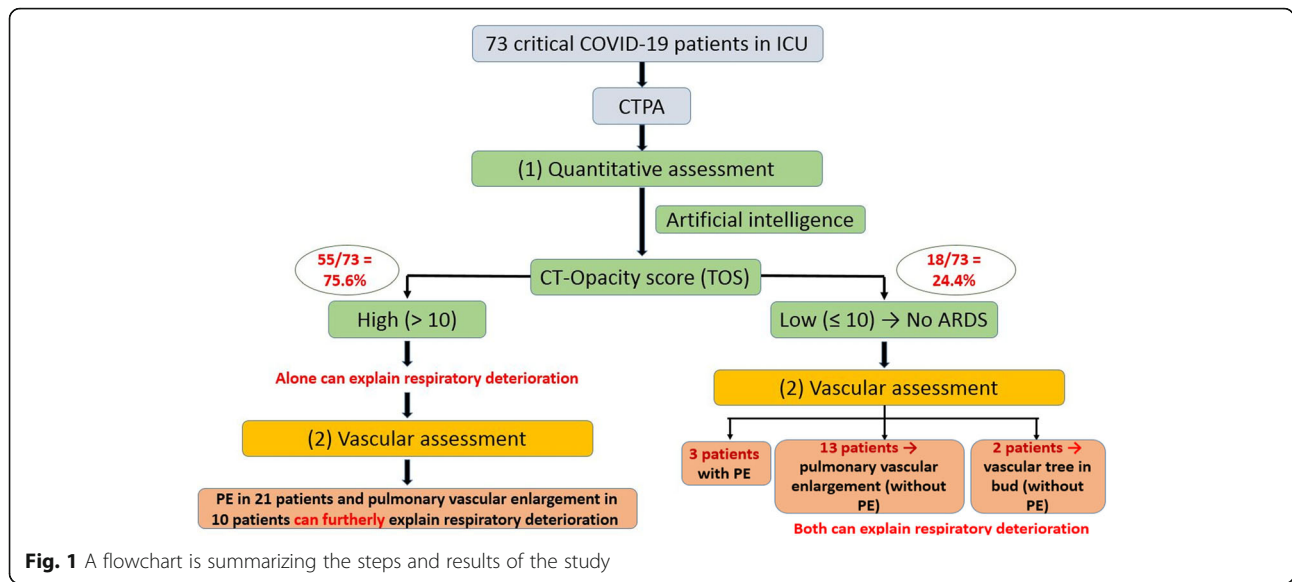 73 critical COVID-19 patients in ICU
CTPA
(1) Quantitative assessment
Artificial intelligence
55/73 =
75.6%
CT-Opacity score (TOS)
18/73 =
24.4%
High (> 10)
Low (≤ 10) → No ARDS
Alone can explain respiratory deterioration
(2) Vascular assessment
(2) Vascular assessment
3 patients
with PE
13 patients →
pulmonary vascular
enlargement (without
PE)
2 patients →
vascular tree in
bud (without
PE)
PE in 21 patients and pulmonary vascular enlargement in
10 patients can furtherly explain respiratory deterioration
Both can explain respiratory deterioration
Fig. 1 A flowchart is summarizing the steps and results of the study